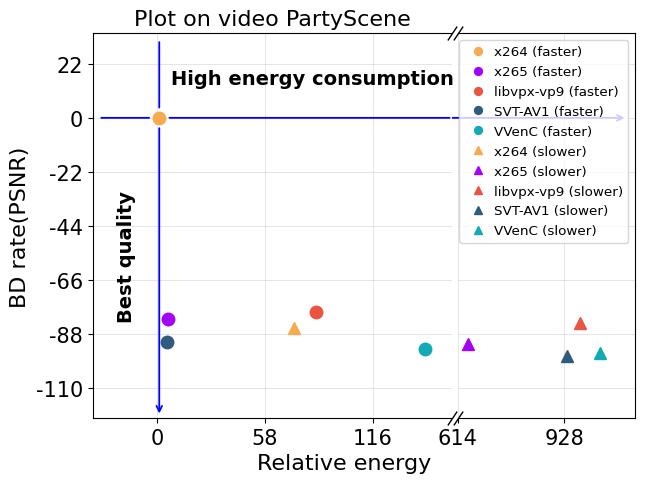 Plot on video PartyScene
High energy consumption
x264 (faster)
x265 (faster)
libvpx-vp9 (faster)
SVT-AV1 (faster)
VVenC (faster)
x264 (slower)
x265 (slower)
libvpx-vp9 (slower)
SVT-AV1 (slower)
VVenC (slower)
Best quality
BD rate(PSNR)
22
0
-22
-44
-66
-88
-110
0 58 116 614 928
Relative energy